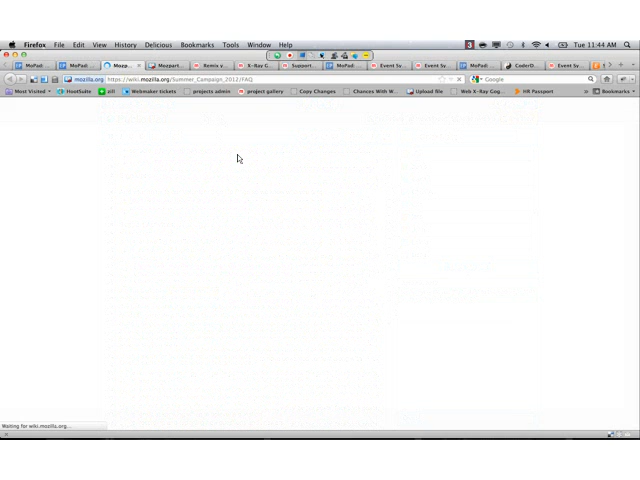 Firefox File Edit View History Delicious Bookmarks Tools Window Help 3 Tue 11:44 AM
MoPad: MoPad: Mozp... Mozpart... Remix y... X-Ray G... Support... MoPad: Event Sy... Event Sy... MoPad: CoderD... Event Sy...
mozilla.org https://wiki.mozilla.org/Summer_Campaign_2012/FAQ Google
Most Visited HootSuite zill Webmaker tickets projects admin project gallery Copy Changes Chances With W... Upload file Web X-Ray Gog... HR Passport » Bookmarks
Waiting for wiki.mozilla.org...